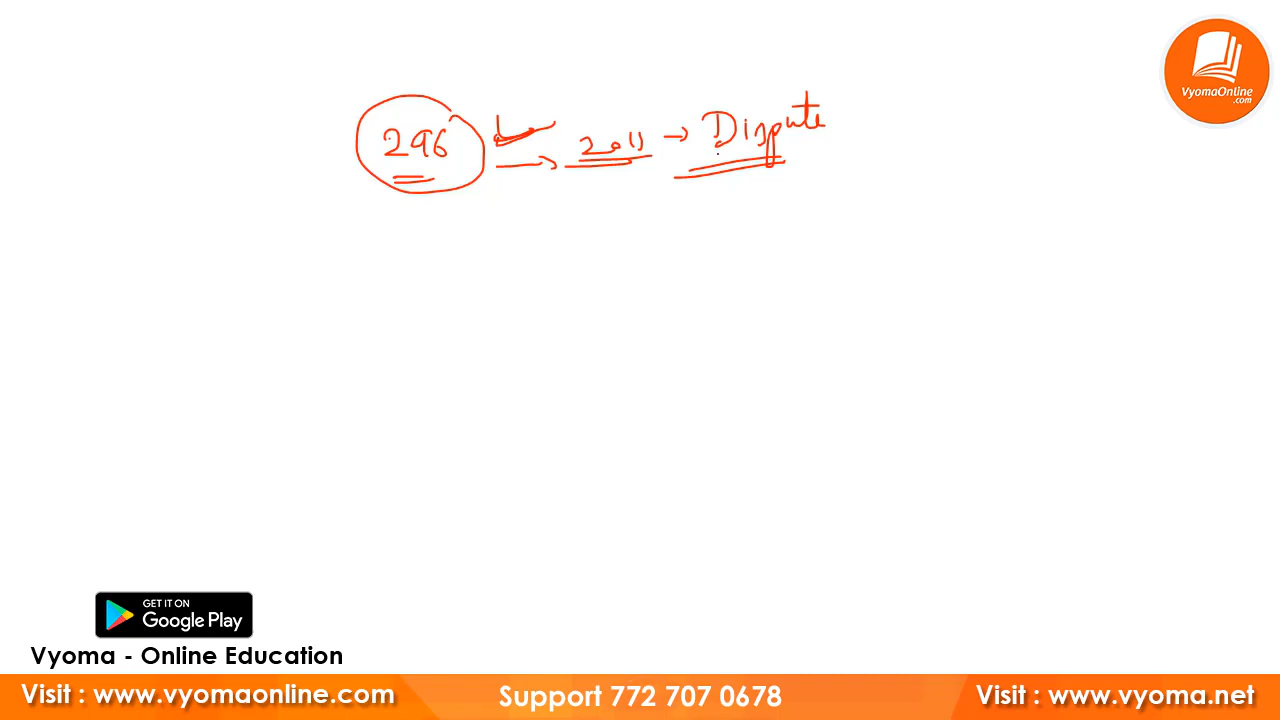 VyomaOnline
.com
296 → 2011 → Dispute
GET IT ON
Google Play
Vyoma - Online Education
Visit : www.vyomaonline.com
Support 772 707 0678
Visit : www.vyoma.net